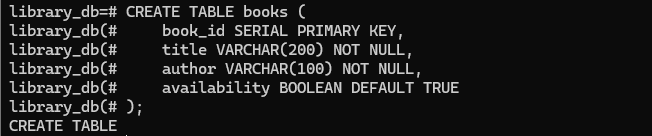 library_db=# CREATE TABLE books (
library_db(#     book_id SERIAL PRIMARY KEY,
library_db(#     title VARCHAR(200) NOT NULL,
library_db(#     author VARCHAR(100) NOT NULL,
library_db(#     availability BOOLEAN DEFAULT TRUE
library_db(# );
CREATE TABLE